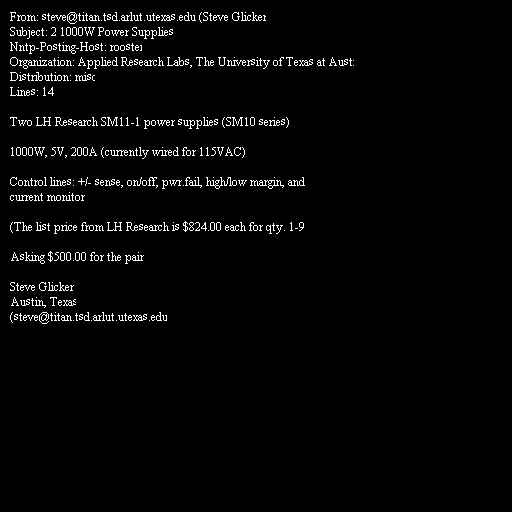 From: steve@titan.tsd.arlut.utexas.edu (Steve Glicker
Subject: 2 1000W Power Supplies
Nntp-Posting-Host: rooster
Organization: Applied Research Labs, The University of Texas at Aust:
Distribution: misc
Lines: 14
Two LH Research SM11-1 power supplies (SM10 series)
1000W, 5V, 200A (currently wired for 115VAC)
Control lines: +/- sense, on/off, pwr.fail, high/low margin, and
current monitor
(The list price from LH Research is $824.00 each for qty. 1-9
Asking $500.00 for the pair
Steve Glicker
Austin, Texas
(steve@titan.tsd.arlut.utexas.edu